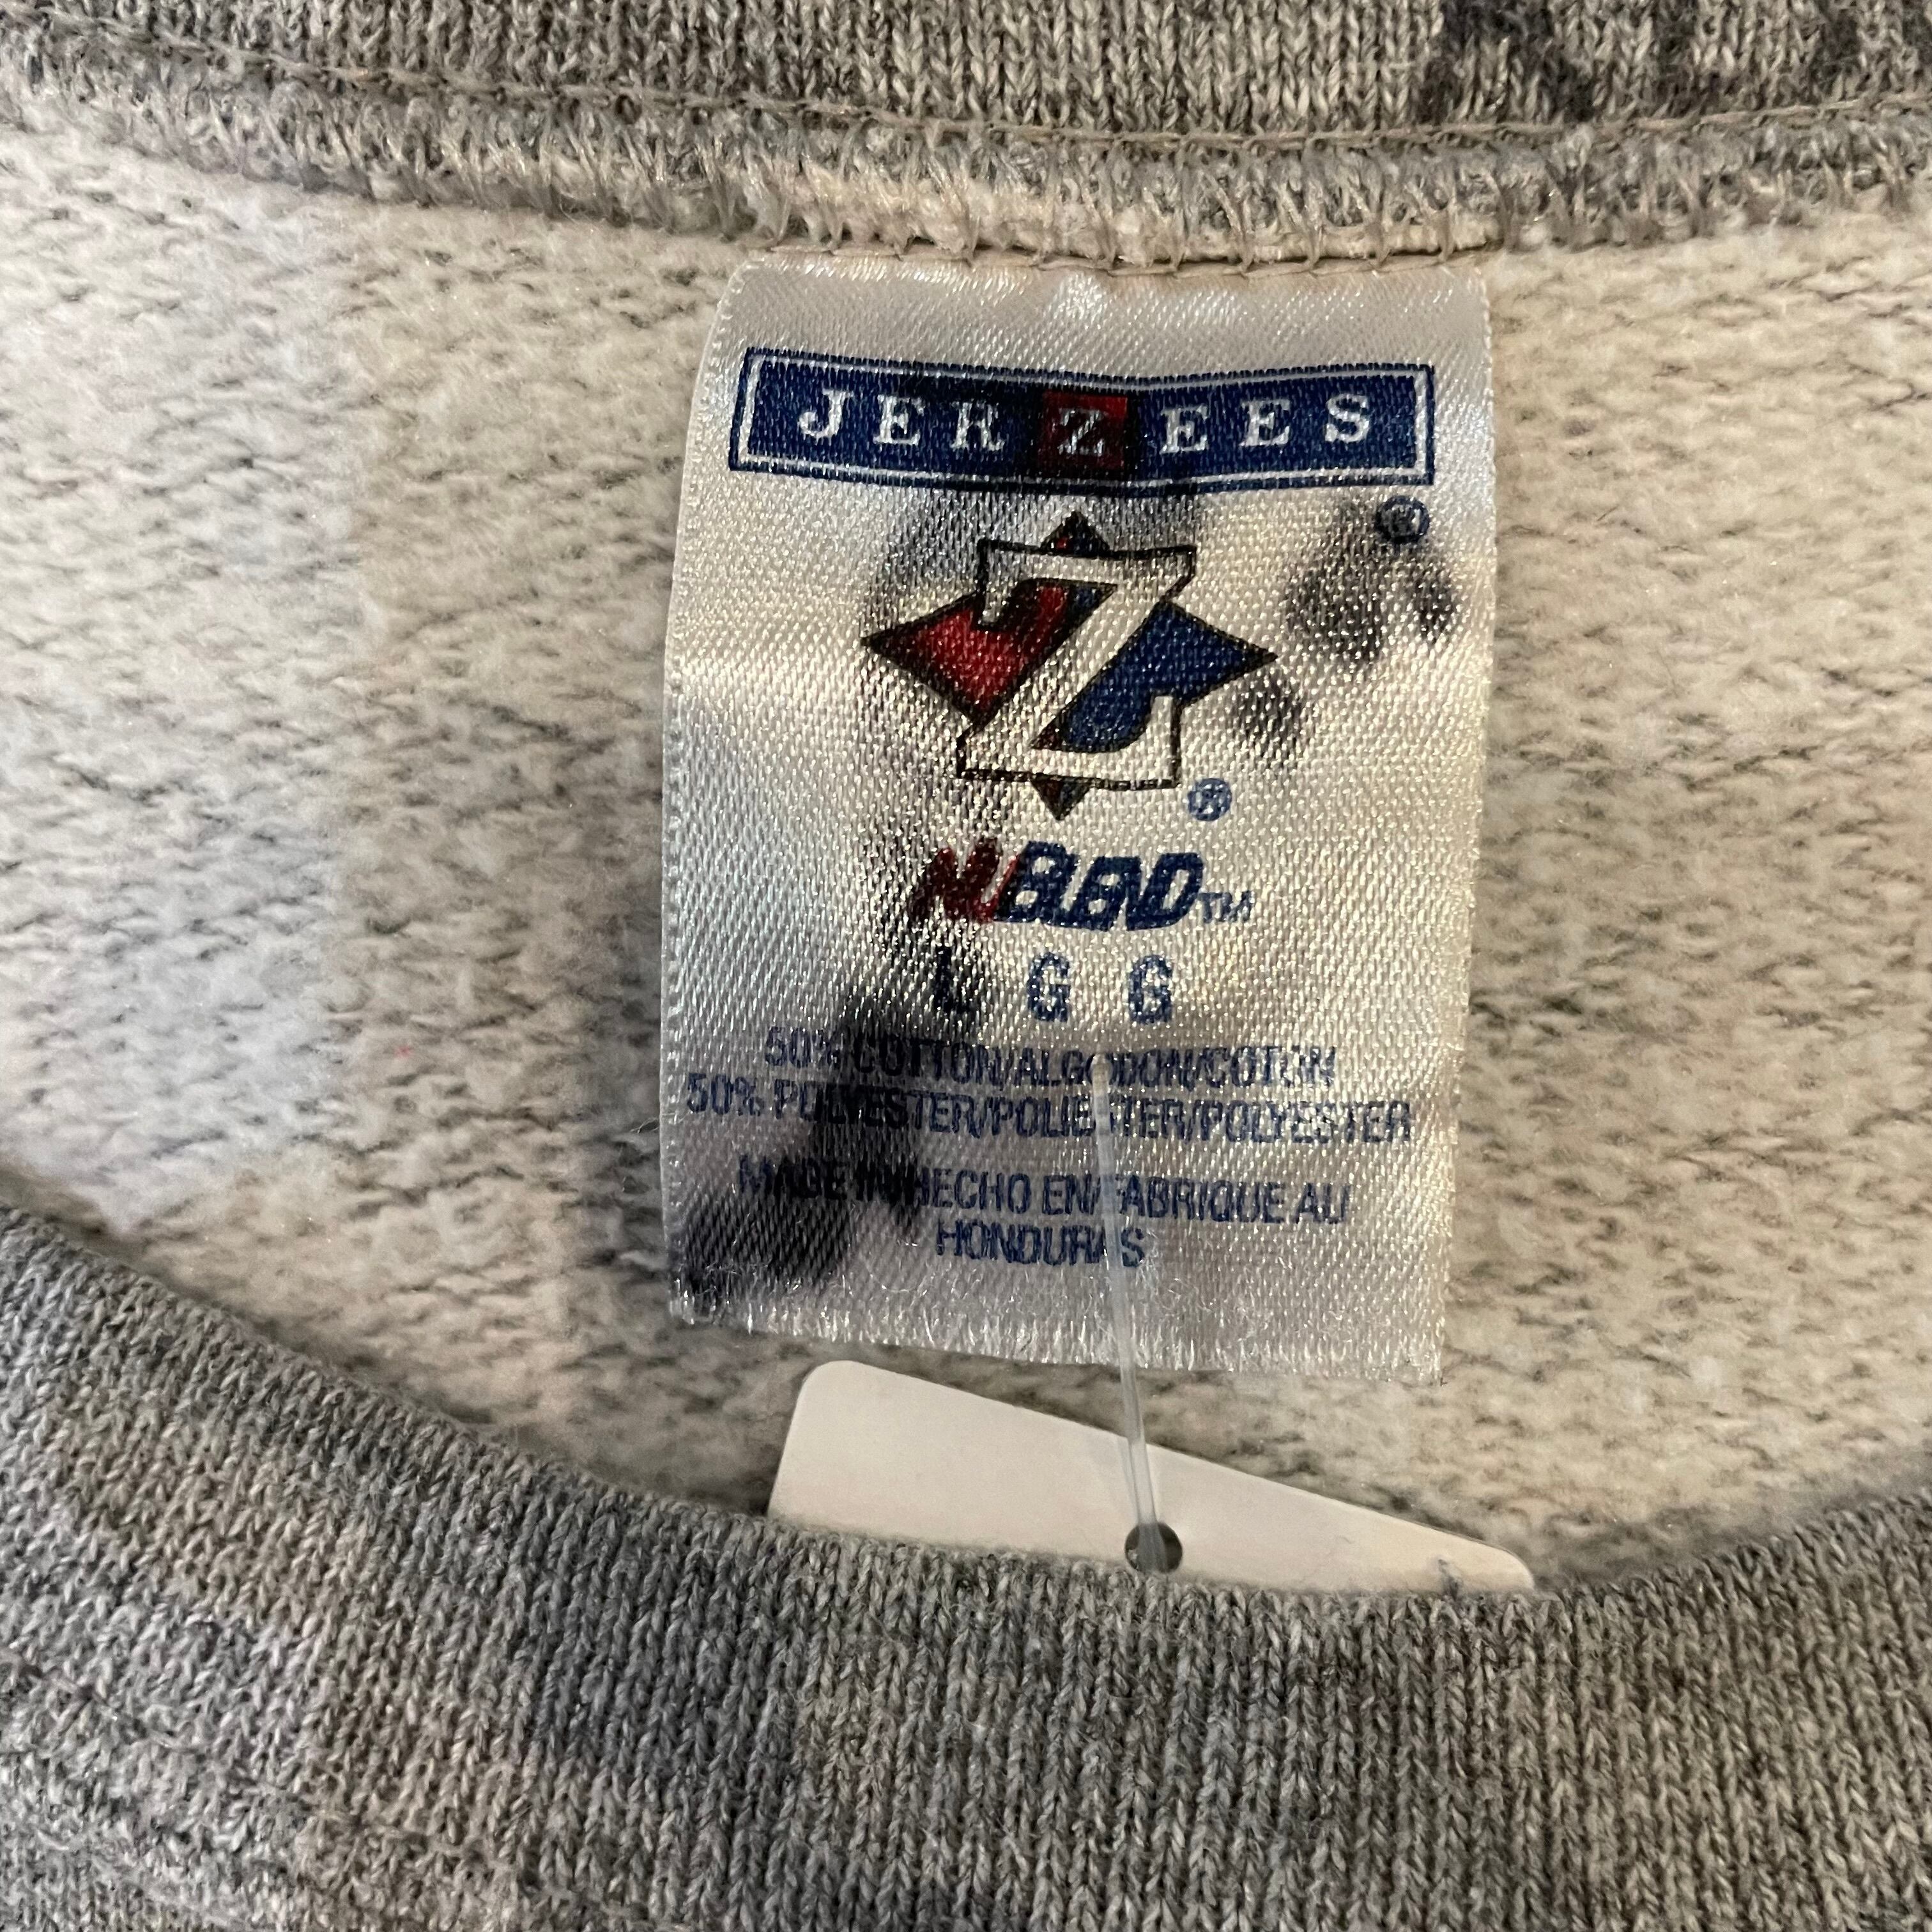 JERZEES
®
Z
®
NUBLEND™
L G G
50% COTTON/ALGODON/COTON
50% POLYESTER/POLIESTER/POLYESTER
MADE IN/HECHO EN/FABRIQUE AU
HONDURAS